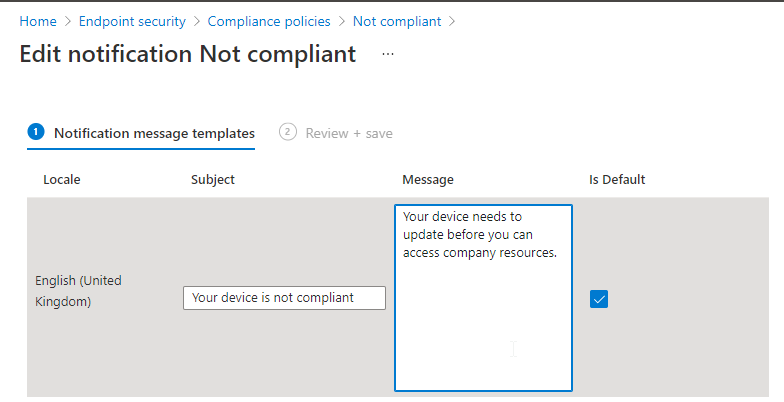 Home > Endpoint security > Compliance policies > Not compliant >
Edit notification Not compliant ...
1 Notification message templates 2 Review + save
Locale Subject Message Is Default
English (United
Kingdom)
Your device is not compliant
Your device needs to
update before you can
access company resources.